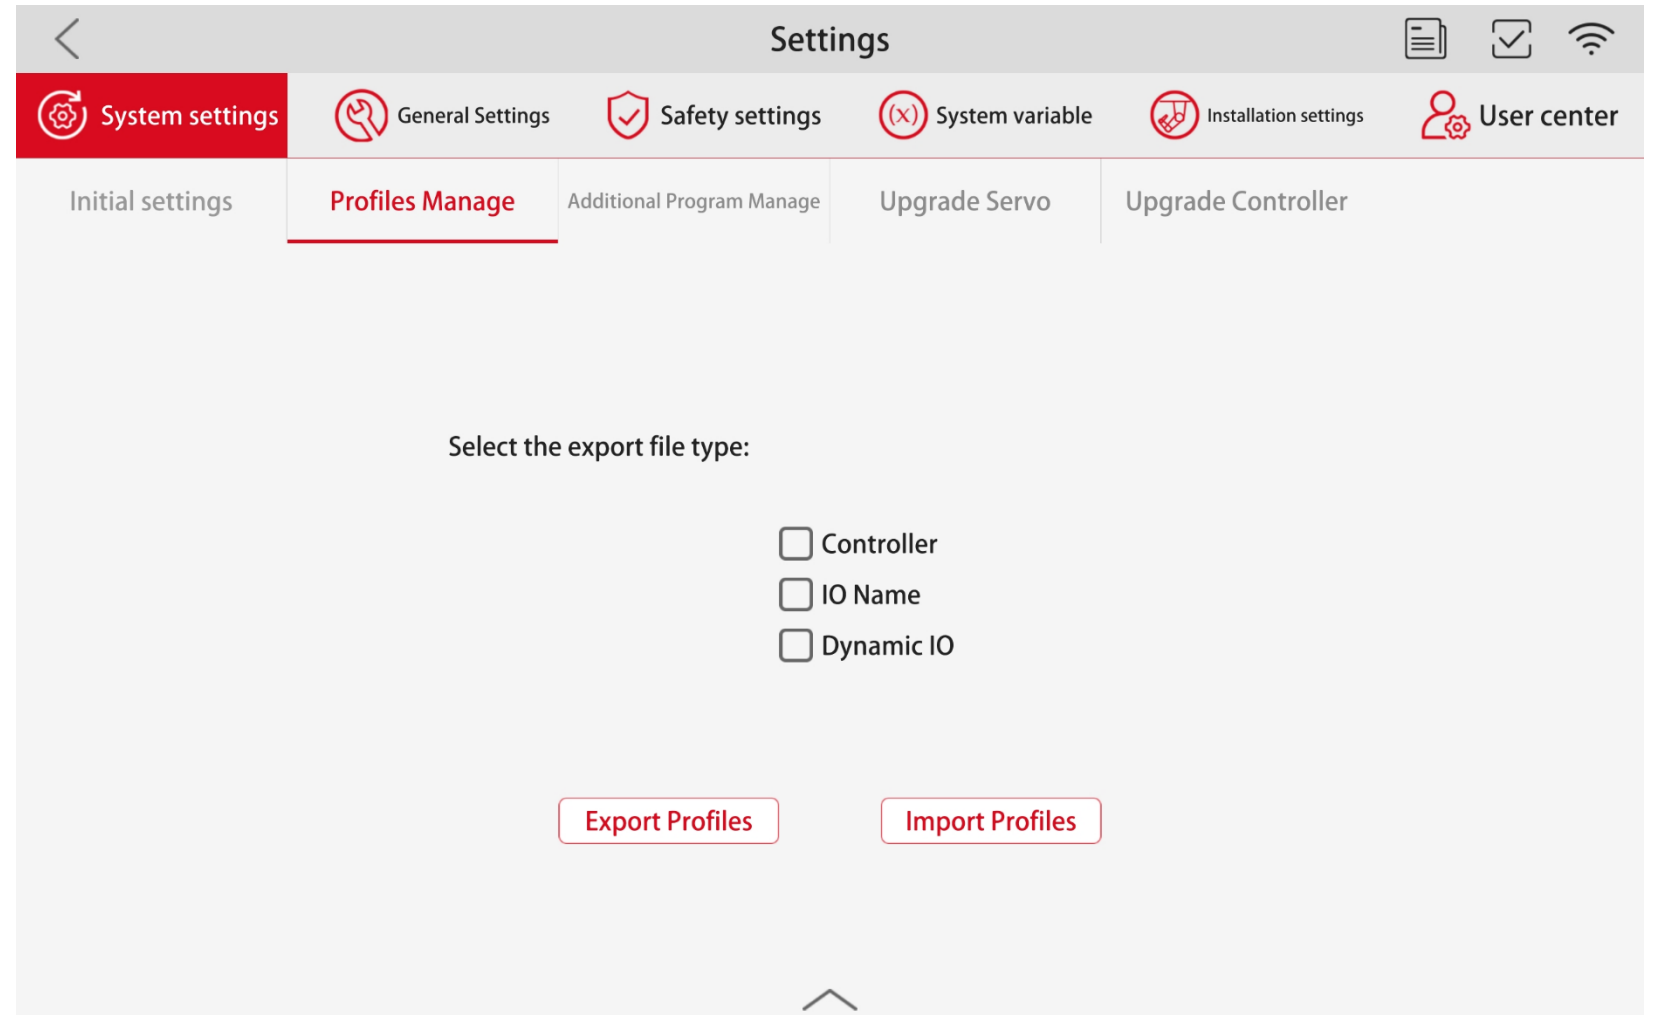 Settings
System settings
General Settings
Safety settings
(x) System variable
Installation settings
User center
Initial settings
Profiles Manage
Additional Program Manage
Upgrade Servo
Upgrade Controller
Select the export file type:
Controller
IO Name
Dynamic IO
Export Profiles
Import Profiles